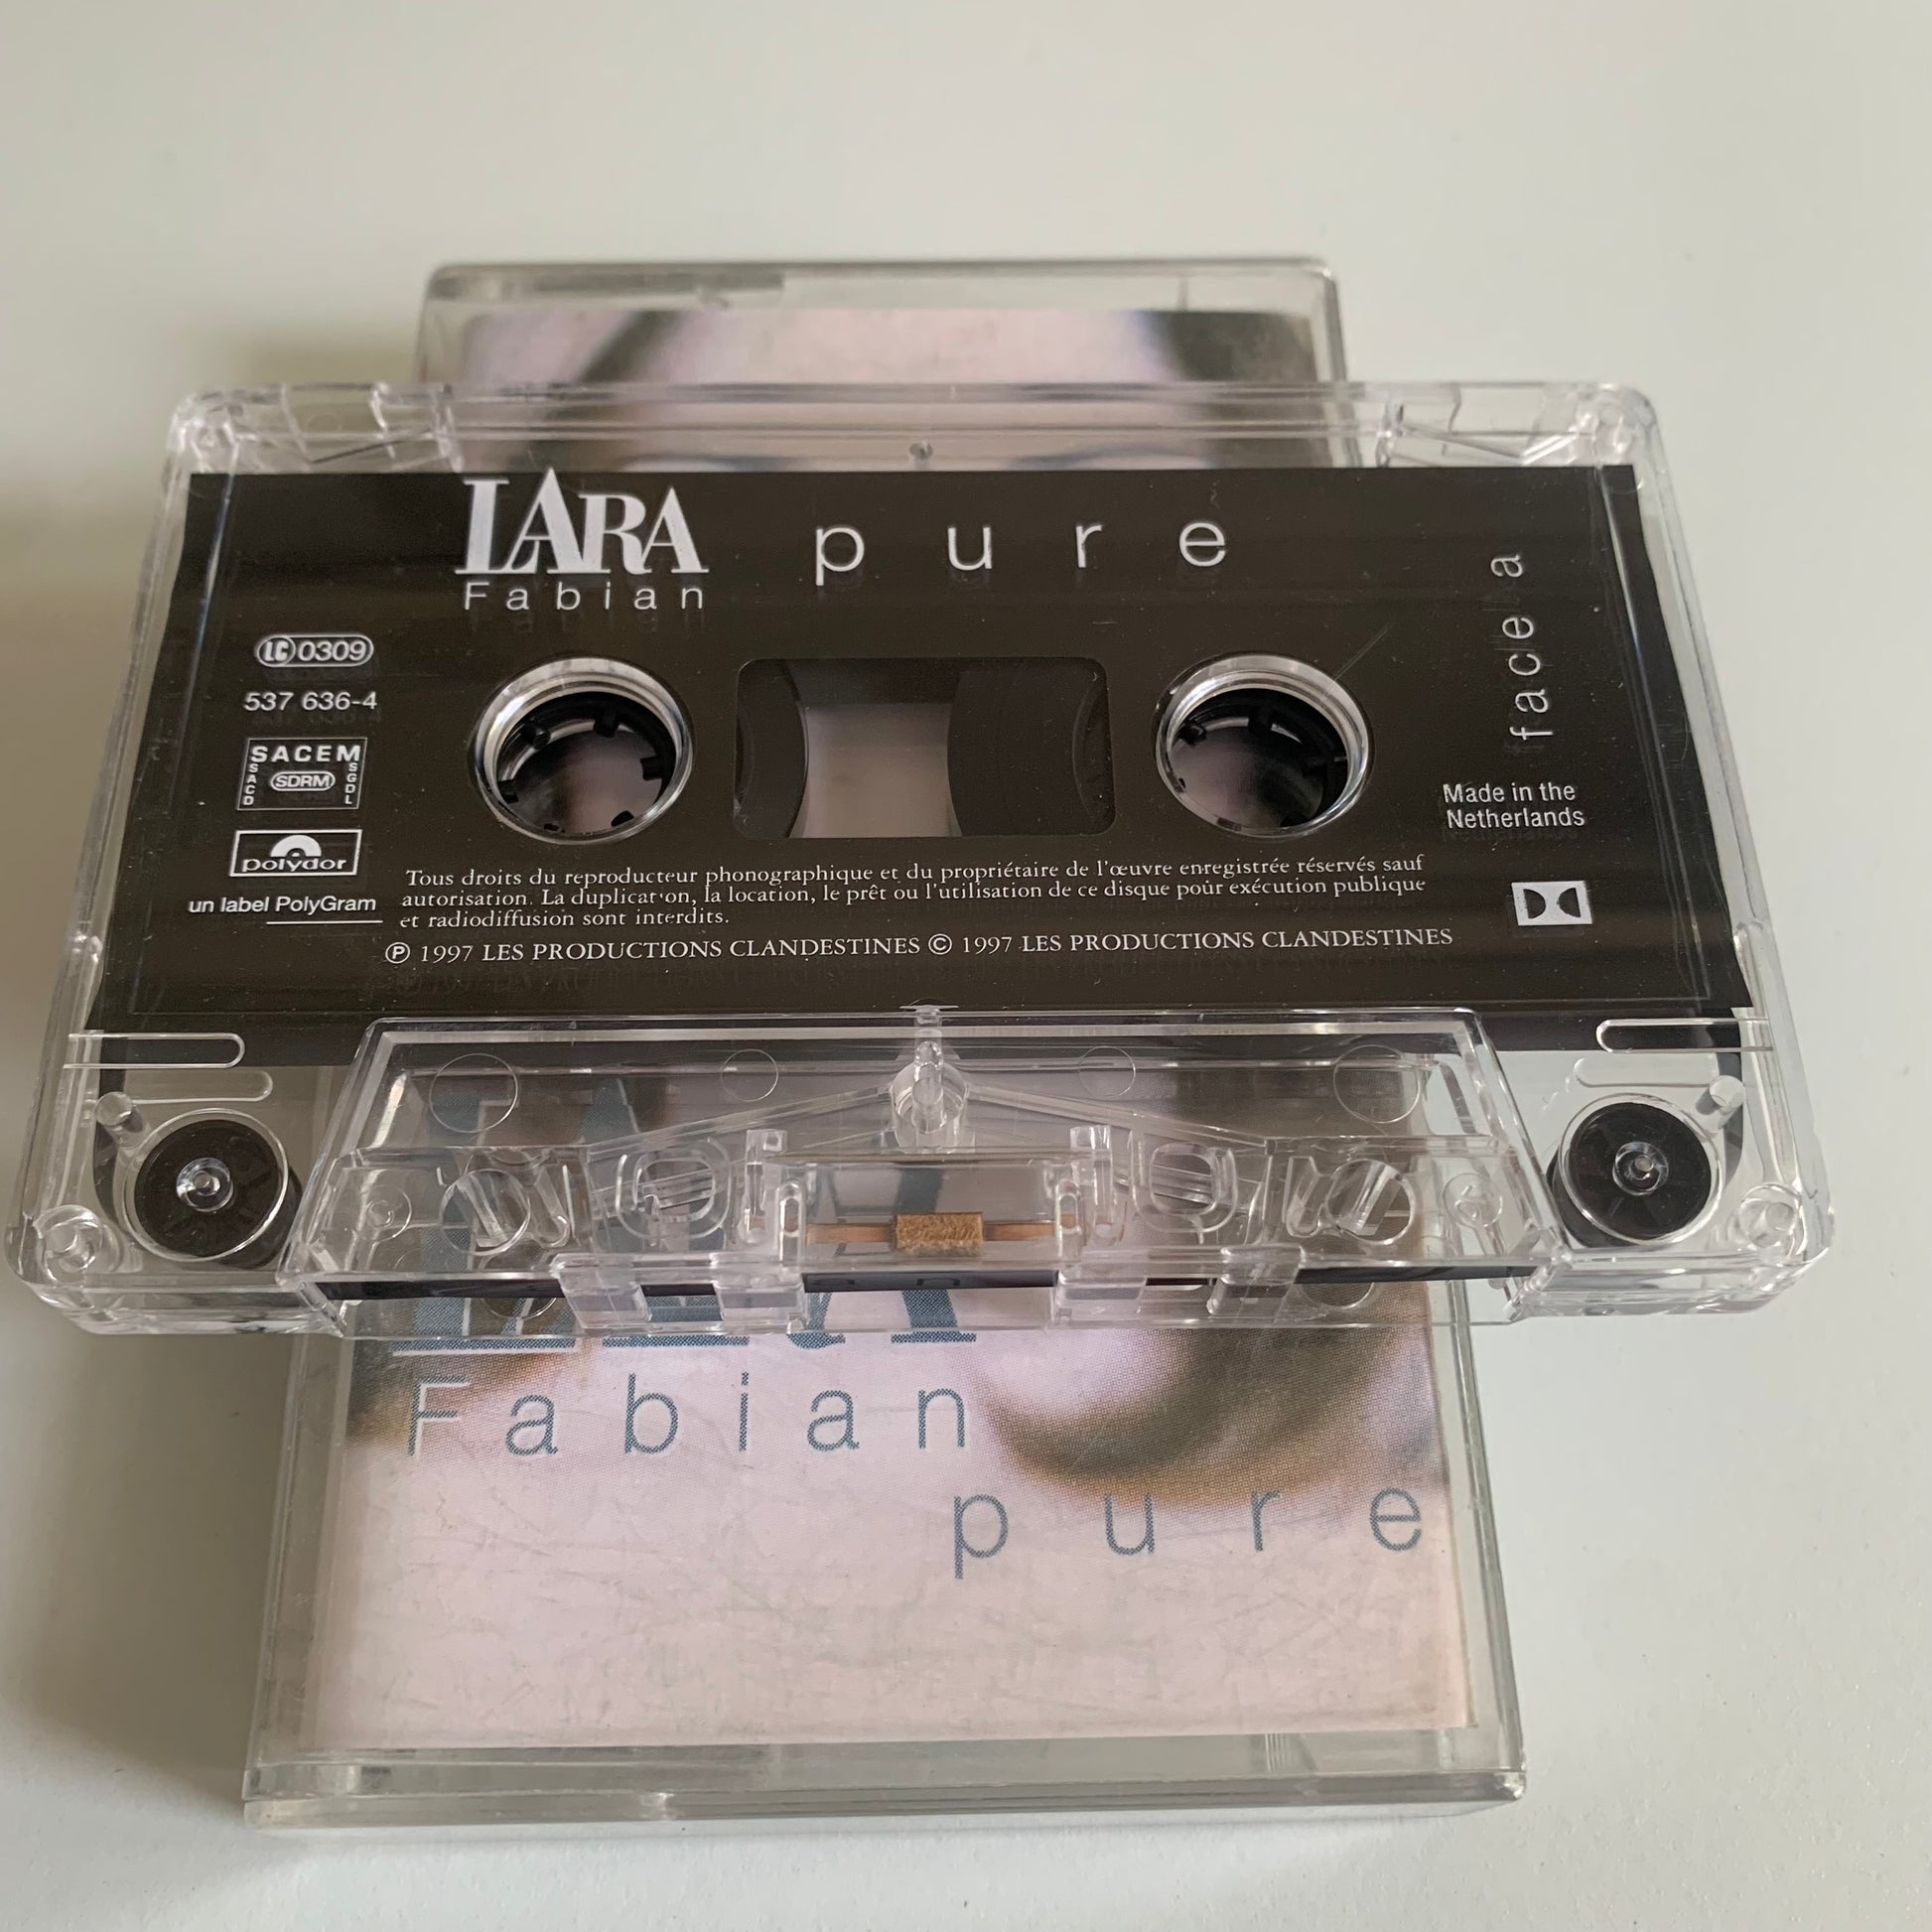 LARA
Fabian
pure
face a
LC 0309
537 636-4
SACEM
SACD
SDRM
SGDL
polydor
un label PolyGram
Made in the
Netherlands
Tous droits du reproducteur phonographique et du propriétaire de l'œuvre enregistrée réservés sauf
autorisation. La duplication, la location, le prêt ou l'utilisation de ce disque pour exécution publique
et radiodiffusion sont interdits.
℗ 1997 LES PRODUCTIONS CLANDESTINES © 1997 LES PRODUCTIONS CLANDESTINES
LARA
Fabian
pure